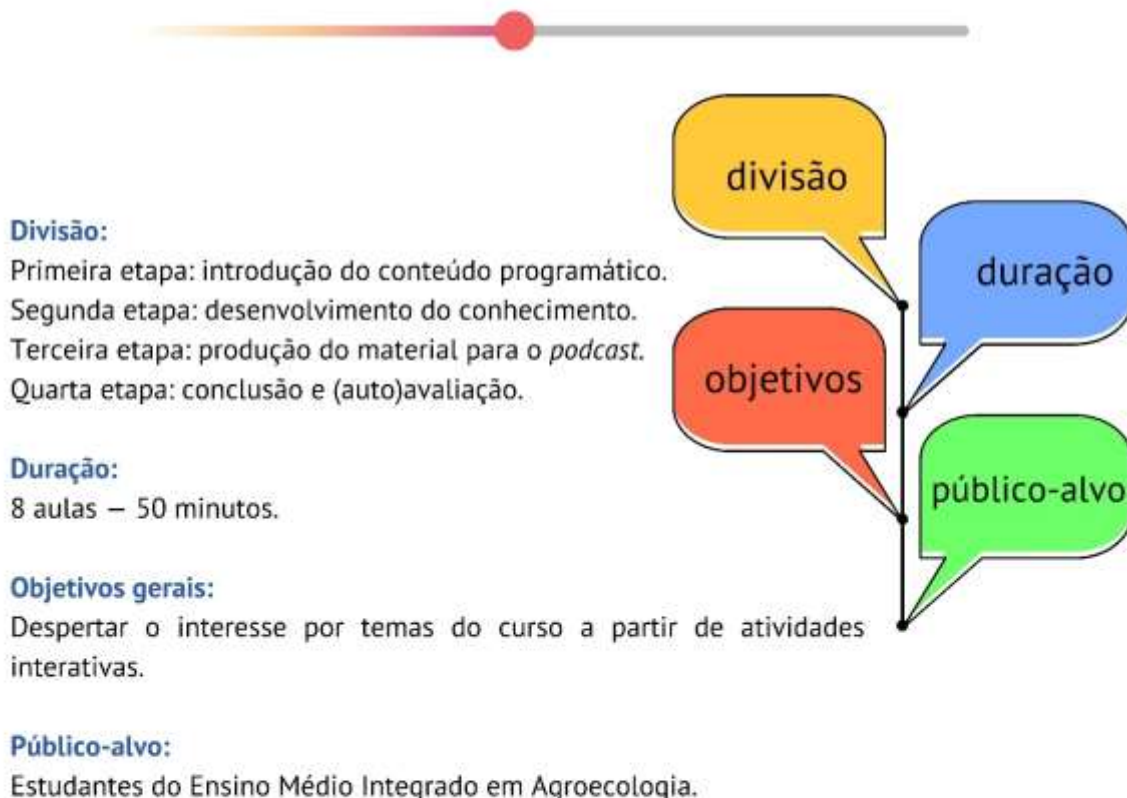 divisão
duração
objetivos
público-alvo
Divisão:
Primeira etapa: introdução do conteúdo programático.
Segunda etapa: desenvolvimento do conhecimento.
Terceira etapa: produção do material para o podcast.
Quarta etapa: conclusão e (auto)avaliação.
Duração:
8 aulas — 50 minutos.
Objetivos gerais:
Despertar o interesse por temas do curso a partir de atividades
interativas.
Público-alvo:
Estudantes do Ensino Médio Integrado em Agroecologia.